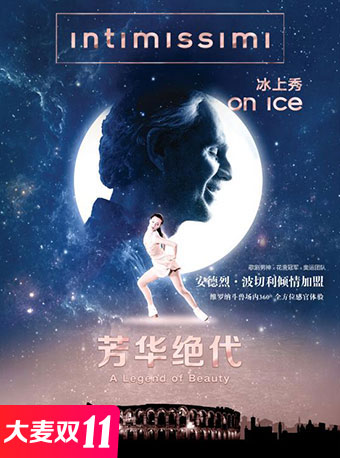 intimissimi
冰上秀
on ice
歌剧男神+花滑冠军+奥运团队
安德烈·波切利倾情加盟
维罗纳斗兽场内360°全方位感官体验
芳华绝代
A Legend of Beauty
大麦双11